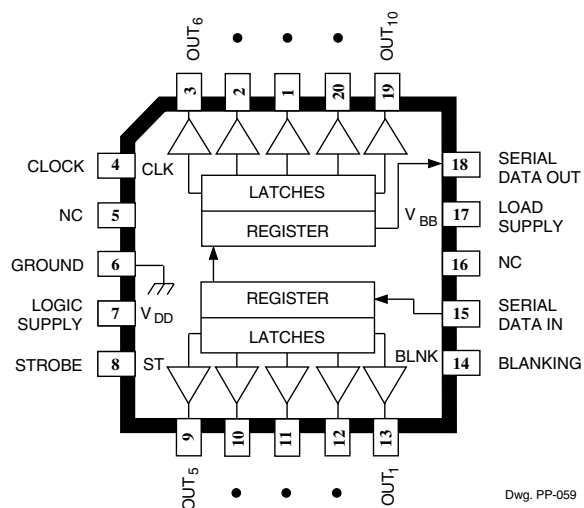 OUT6 • • • OUT10
3 2 1 20 19
4 CLOCK CLK
5 NC
6 GROUND
7 LOGIC SUPPLY VDD
8 STROBE ST
LATCHES
REGISTER
REGISTER
LATCHES
18 SERIAL DATA OUT
VBB 17 LOAD SUPPLY
16 NC
15 SERIAL DATA IN
BLNK 14 BLANKING
9 10 11 12 13
OUT5 • • • OUT1
Dwg. PP-059